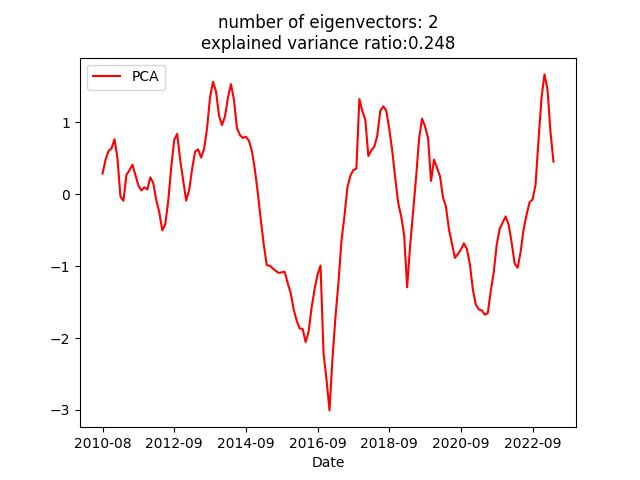 number of eigenvectors: 2
explained variance ratio:0.248
PCA
1
0
−1
−2
−3
2010-08 2012-09 2014-09 2016-09 2018-09 2020-09 2022-09
Date